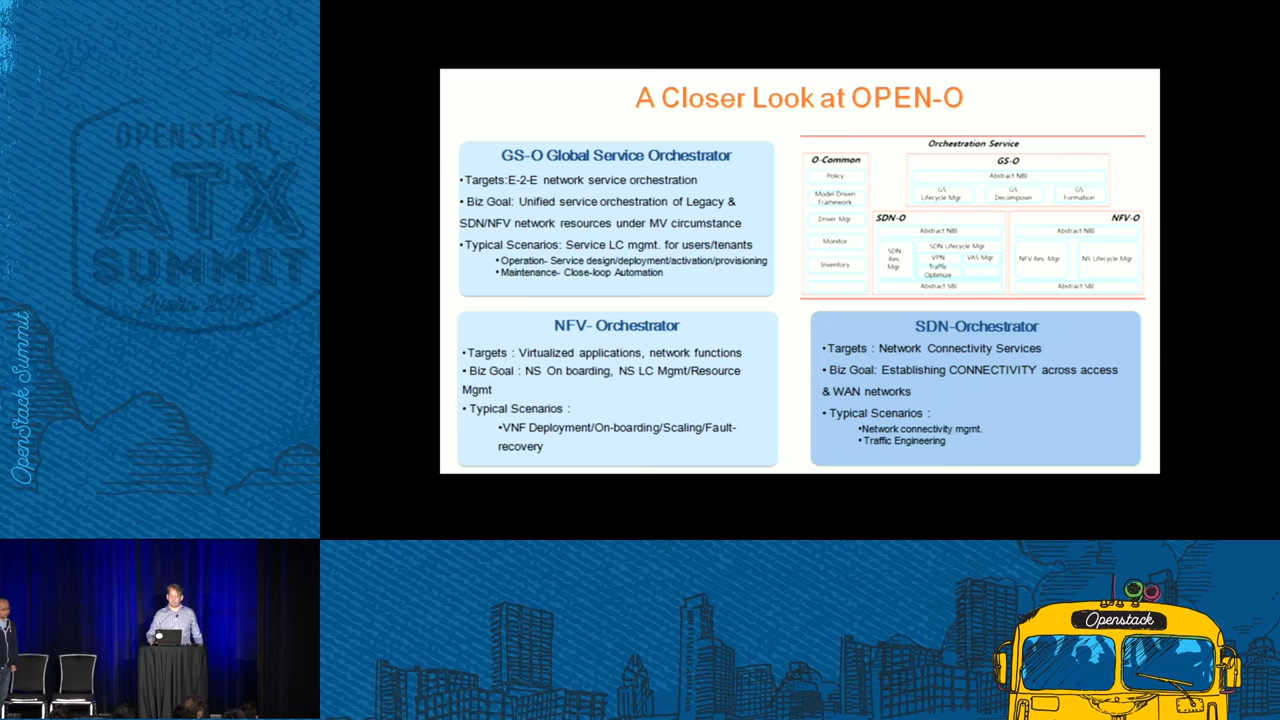 OPENSTACK
TX
AUSTIN
OpenStack Summit
A Closer Look at OPEN-O
GS-O Global Service Orchestrator
•Targets:E-2-E network service orchestration
• Biz Goal: Unified service orchestration of Legacy &
SDN/NFV network resources under MV circumstance
•Typical Scenarios: Service LC mgmt. for users/tenants
• Operation- Service design/deployment/activation/provisioning
• Maintenance- Close-loop Automation
Orchestration Service
O-Common
Policy
Model Driven
Framework
Driver Mgr
Monitor
Inventory
GS-O
Abstract NBI
GS
Lifecycle Mgr
GS
Decomposer
GS
Formation
SDN-O
Abstract NBI
SDN
Res.
Mgr
SDN Lifecycle Mgr
VPN
VAS Mgr
Traffic
Optimize
Abstract SBI
NFV-O
Abstract NBI
NFV Res. Mgr
NS Lifecycle Mgr
Abstract SBI
NFV- Orchestrator
• Targets : Virtualized applications, network functions
• Biz Goal : NS On boarding, NS LC Mgmt/Resource
Mgmt
• Typical Scenarios :
•VNF Deployment/On-boarding/Scaling/Fault-
recovery
SDN-Orchestrator
• Targets : Network Connectivity Services
• Biz Goal: Establishing CONNECTIVITY across access
& WAN networks
• Typical Scenarios :
•Network connectivity mgmt.
• Traffic Engineering
Openstack